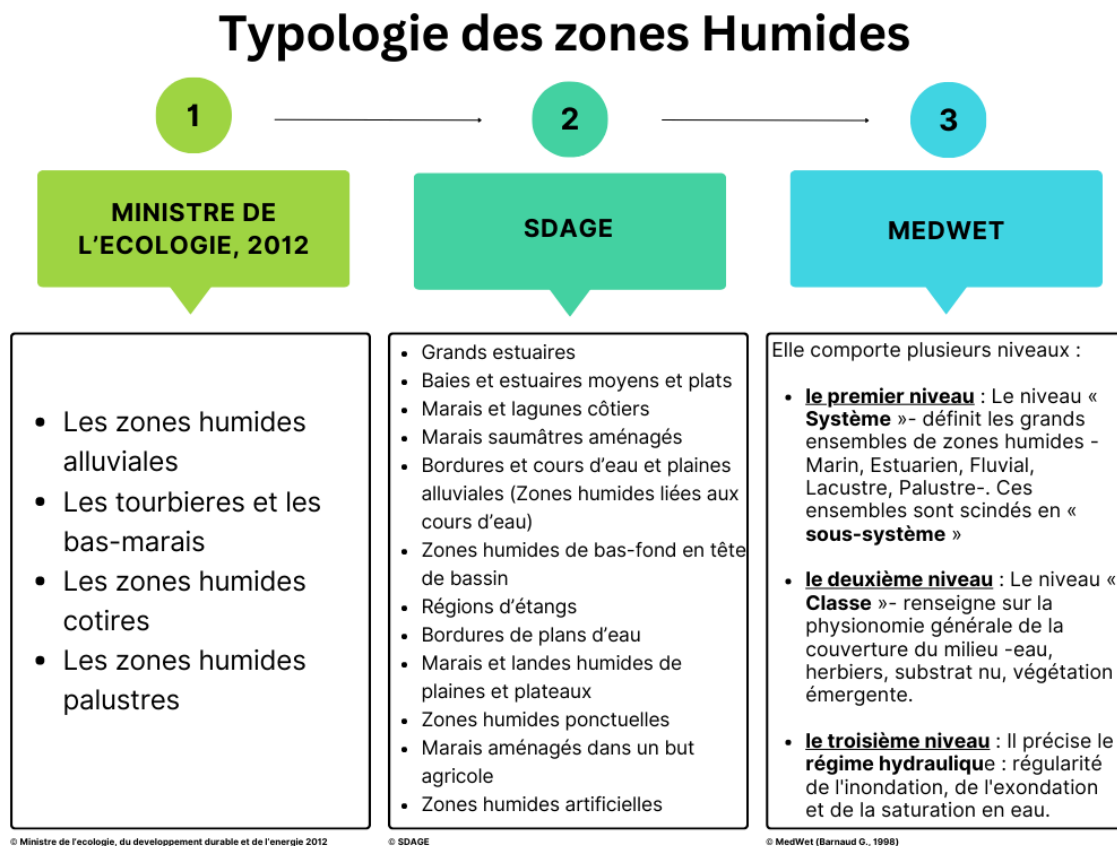 Typologie des zones Humides
1
2
3
MINISTRE DE
L'ECOLOGIE, 2012
SDAGE
MEDWET
• Les zones humides
alluviales
• Les tourbieres et les
bas-marais
• Les zones humides
cotires
• Les zones humides
palustres
• Grands estuaires
• Baies et estuaires moyens et plats
• Marais et lagunes côtiers
• Marais saumâtres aménagés
• Bordures et cours d'eau et plaines
alluviales (Zones humides liées aux
cours d'eau)
• Zones humides de bas-fond en tête
de bassin
• Régions d'étangs
• Bordures de plans d'eau
• Marais et landes humides de
plaines et plateaux
• Zones humides ponctuelles
• Marais aménagés dans un but
agricole
• Zones humides artificielles
Elle comporte plusieurs niveaux :
• le premier niveau : Le niveau «
Système »- définit les grands
ensembles de zones humides -
Marin, Estuarien, Fluvial,
Lacustre, Palustre-. Ces
ensembles sont scindés en «
sous-système »
• le deuxième niveau : Le niveau «
Classe »- renseigne sur la
physionomie générale de la
couverture du milieu -eau,
herbiers, substrat nu, végétation
émergente.
• le troisième niveau : Il précise le
régime hydraulique : régularité
de l'inondation, de l'exondation
et de la saturation en eau.
© Ministre de l'ecologie, du developpement durable et de l'energie 2012
© SDAGE
© MedWet (Barnaud G., 1998)